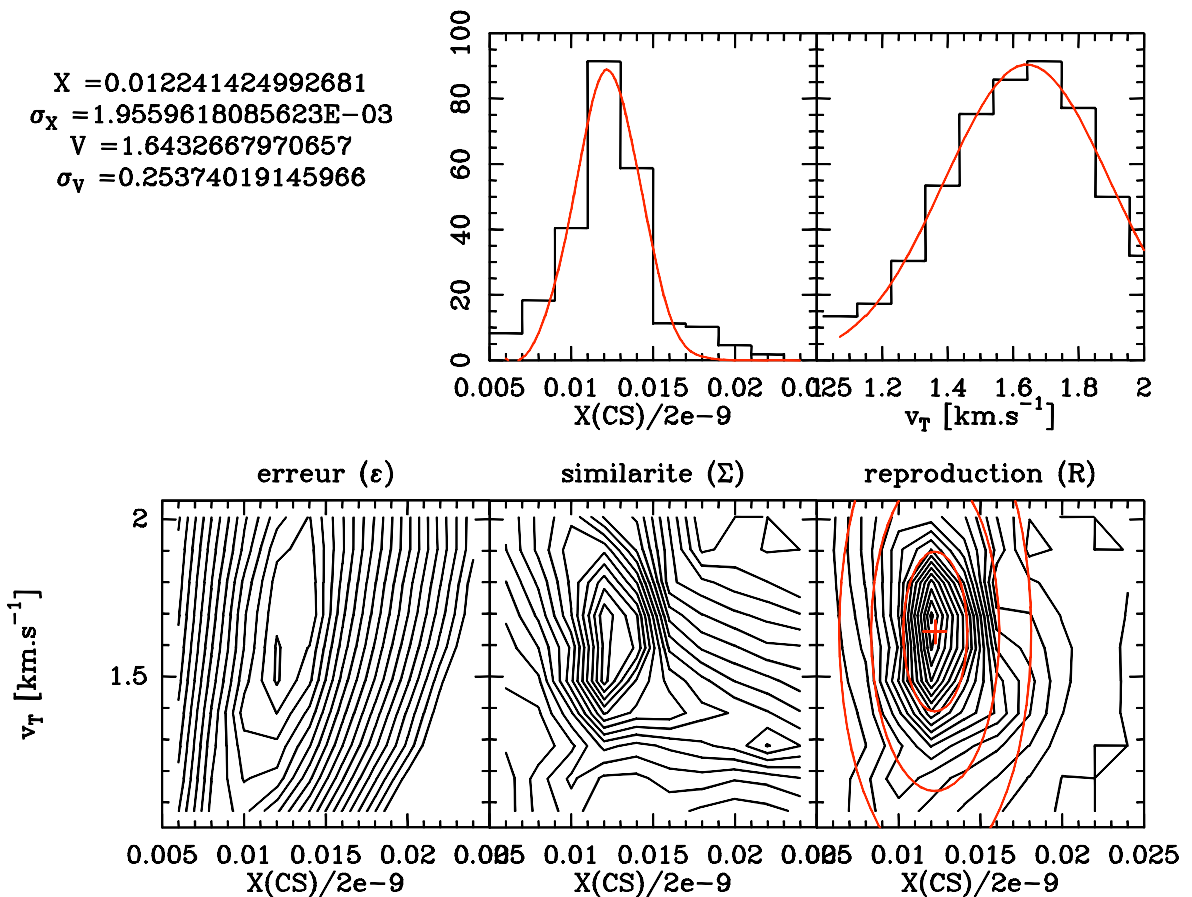 X =0.012241424992681
σX =1.9559618085623E−03
V =1.6432667970657
σV =0.25374019145966
100
80
60
40
20
0
0.005 0.01 0.015 0.02
1.2 1.4 1.6 1.8 2
X(CS)/2e−9
vT [km.s−1]
erreur (ε)
similarite (Σ)
reproduction (R)
2
1.5
vT [km.s−1]
0.005 0.01 0.015 0.02
0.01 0.015 0.02
0.01 0.015 0.02 0.025
X(CS)/2e−9
X(CS)/2e−9
X(CS)/2e−9